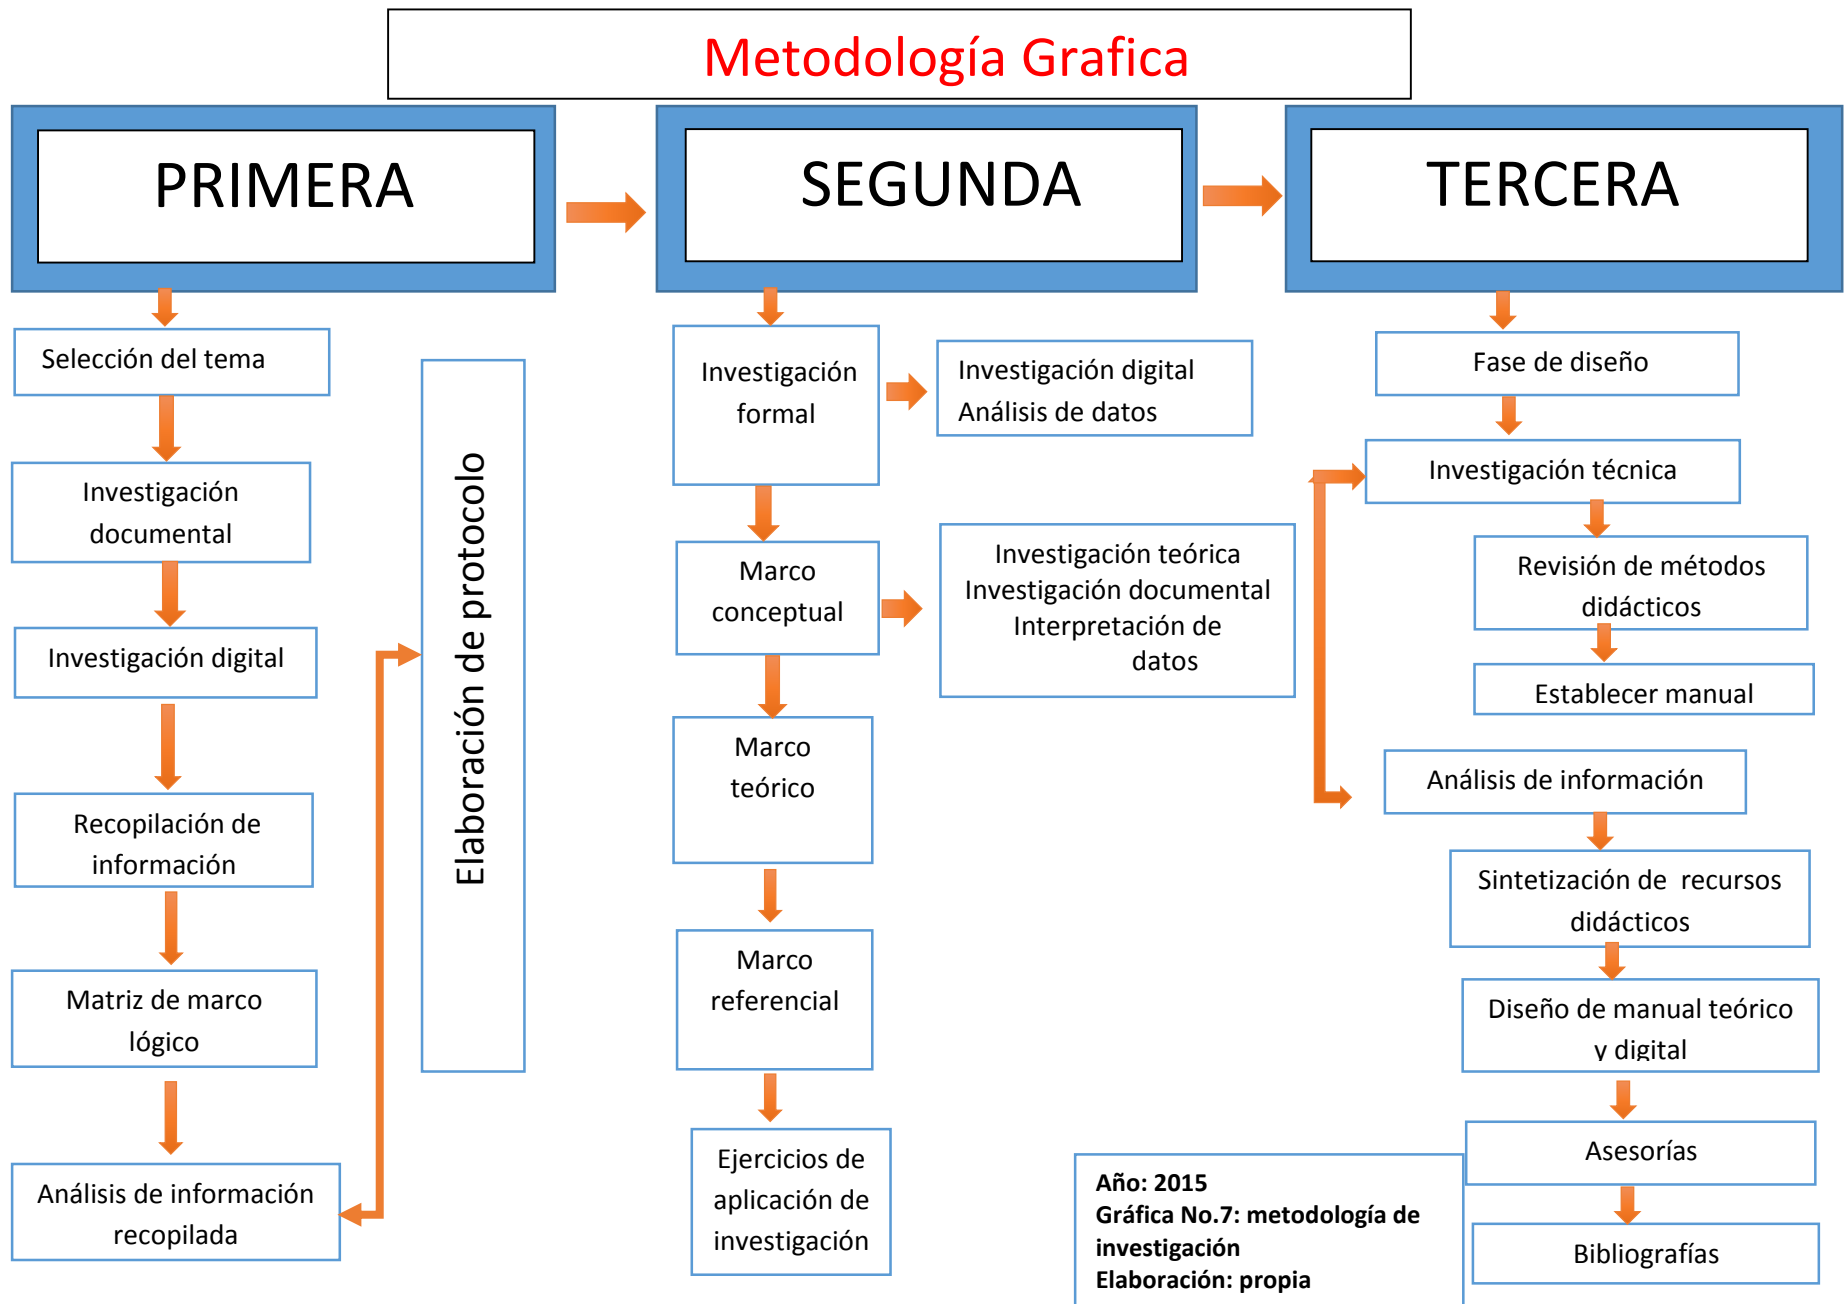 Metodología Grafica
PRIMERA
SEGUNDA
TERCERA
Selección del tema
Investigación
documental
Investigación digital
Recopilación de
información
Matriz de marco
lógico
Análisis de información
recopilada
Elaboración de protocolo
Investigación
formal
Investigación digital
Análisis de datos
Marco
conceptual
Investigación teórica
Investigación documental
Interpretación de
datos
Marco
teórico
Marco
referencial
Ejercicios de
aplicación de
investigación
Fase de diseño
Investigación técnica
Revisión de métodos
didácticos
Establecer manual
Análisis de información
Sintetización de  recursos
didácticos
Diseño de manual teórico
y digital
Asesorías
Bibliografías
Año: 2015
Gráfica No.7: metodología de
investigación
Elaboración: propia